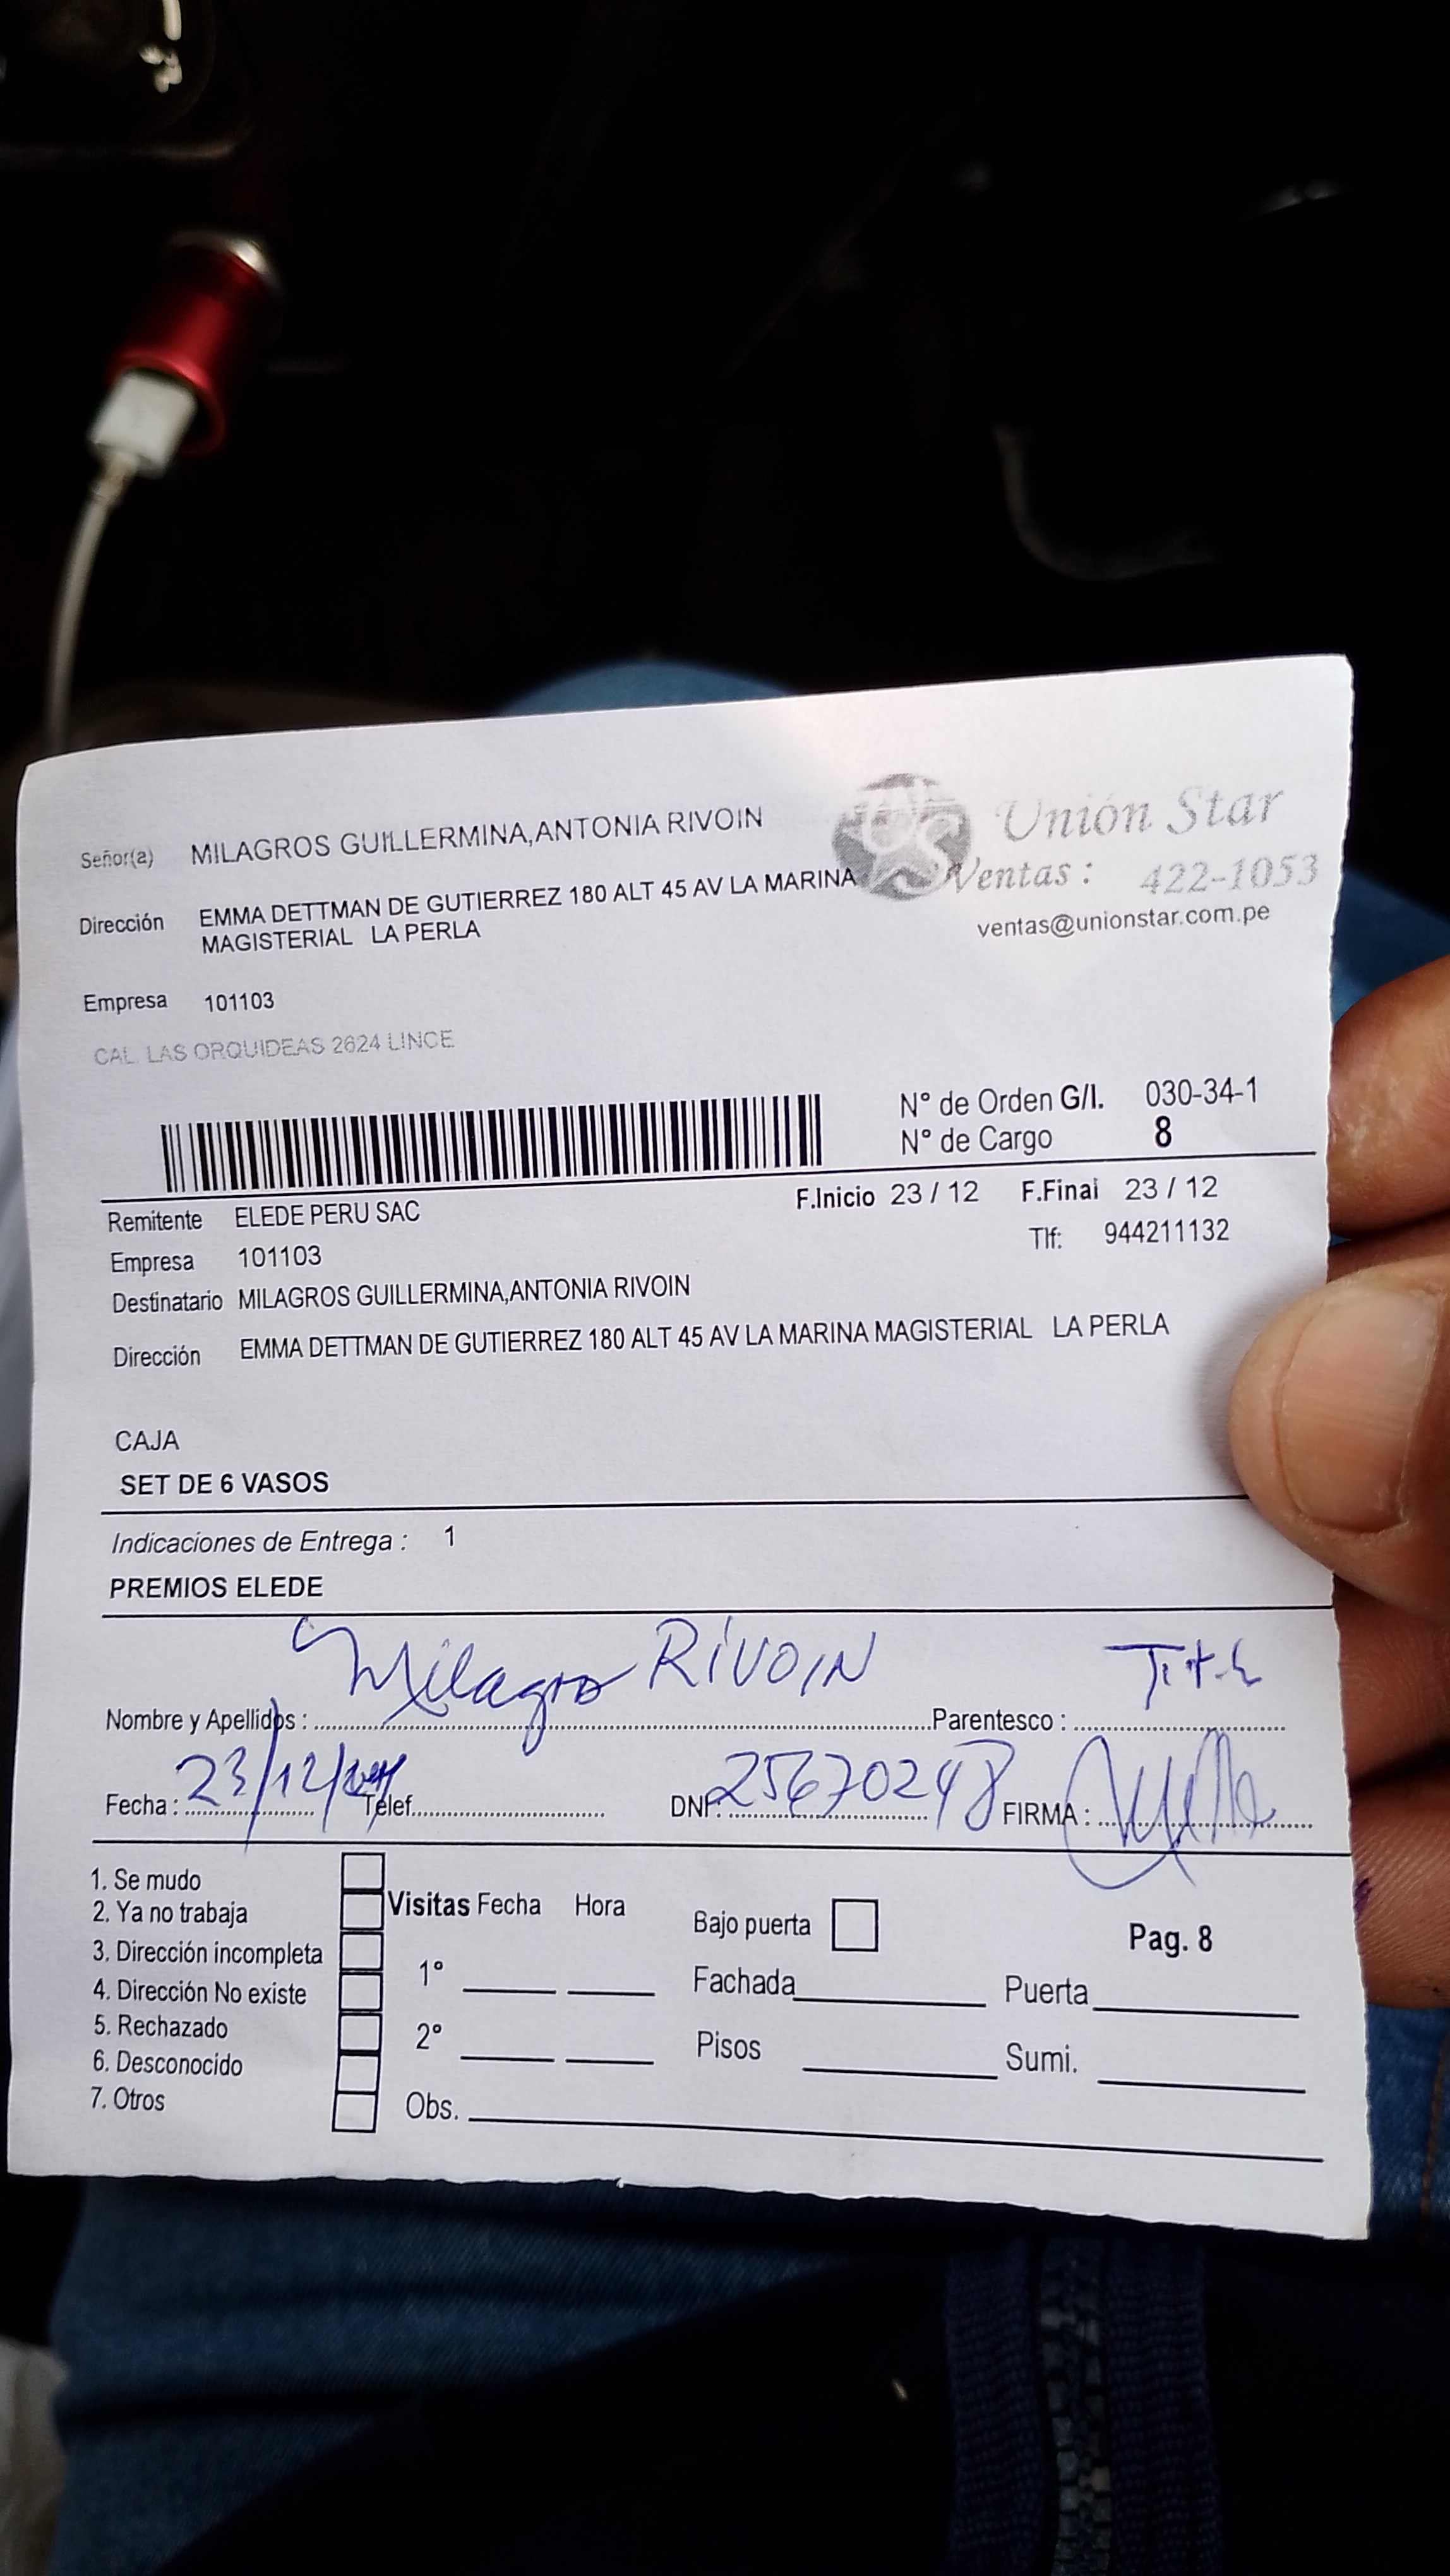 Señor(a) MILAGROS GUILLERMINA,ANTONIA RIVOIN
Unión Star
Ventas : 422-1053
ventas@unionstar.com.pe
Dirección EMMA DETTMAN DE GUTIERREZ 180 ALT 45 AV LA MARINA
MAGISTERIAL LA PERLA
Empresa 101103
CAL. LAS ORQUIDEAS 2624 LINCE
N° de Orden G/I. 030-34-1
N° de Cargo 8
Remitente ELEDE PERU SAC
F.Inicio 23 / 12 F.Final 23 / 12
Empresa 101103
Tlf: 944211132
Destinatario MILAGROS GUILLERMINA,ANTONIA RIVOIN
Dirección EMMA DETTMAN DE GUTIERREZ 180 ALT 45 AV LA MARINA MAGISTERIAL LA PERLA
CAJA
SET DE 6 VASOS
Indicaciones de Entrega : 1
PREMIOS ELEDE
Nombre y Apellidos : Milagro RIVOIN Parentesco :
Fecha : 23/12/ Telef. DNI: 25670248 FIRMA :
1. Se mudo
2. Ya no trabaja
3. Dirección incompleta
4. Dirección No existe
5. Rechazado
6. Desconocido
7. Otros
Visitas Fecha Hora
1°
2°
Obs.
Bajo puerta
Pag. 8
Fachada Puerta
Pisos Sumi.